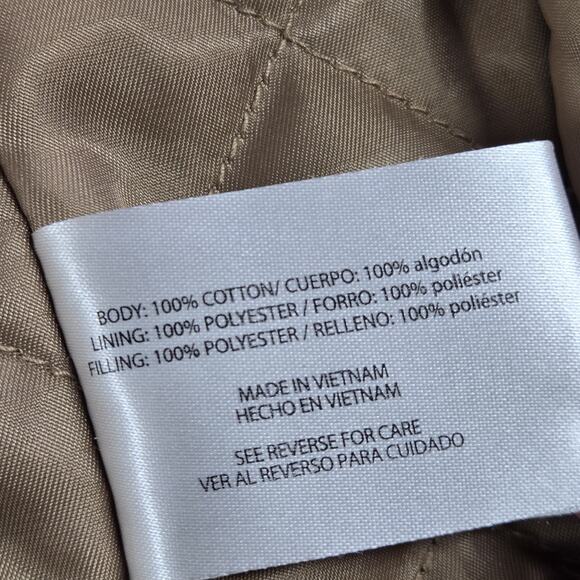 BODY: 100% COTTON/ CUERPO: 100% algodón
LINING: 100% POLYESTER / FORRO: 100% poliéster
FILLING: 100% POLYESTER / RELLENO: 100% poliéster
MADE IN VIETNAM
HECHO EN VIETNAM
SEE REVERSE FOR CARE
VER AL REVERSO PARA CUIDADO